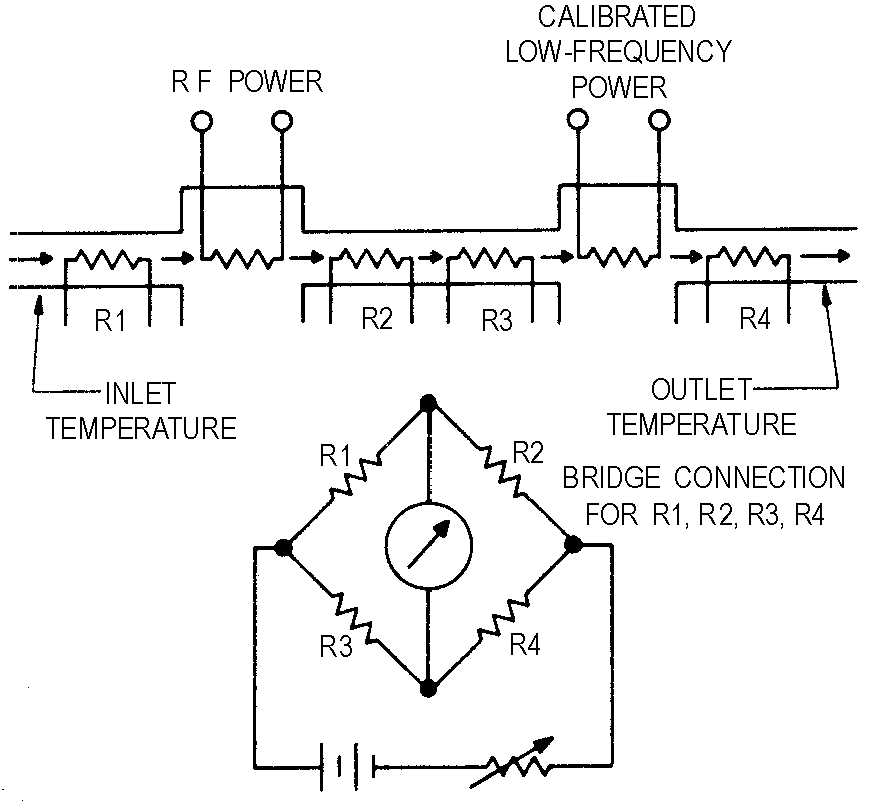 CALIBRATED
LOW-FREQUENCY
POWER
RF POWER
R1
R2
R3
R4
INLET
TEMPERATURE
OUTLET
TEMPERATURE
R1
R2
BRIDGE CONNECTION
FOR R1, R2, R3, R4
R3
R4